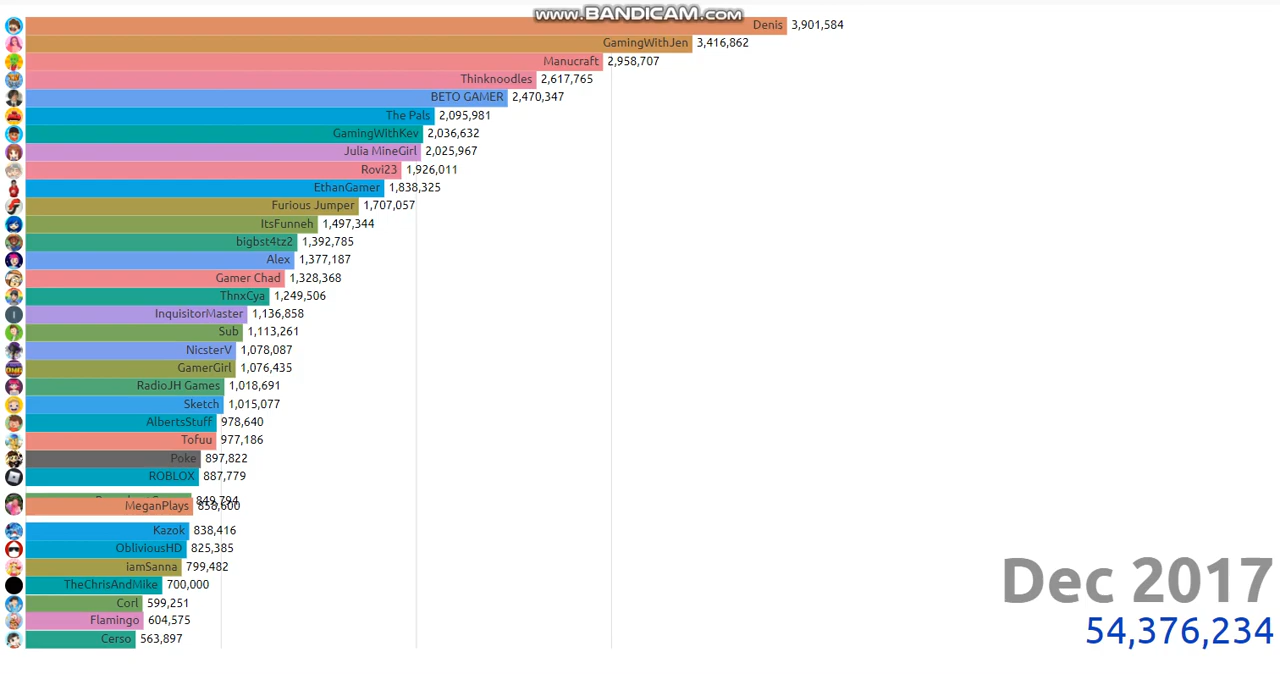 www.BANDICAM.com
Denis 3,901,584
GamingWithJen 3,416,862
Manucraft 2,958,707
Thinknoodles 2,617,765
BETO GAMER 2,470,347
The Pals 2,095,981
GamingWithKev 2,036,632
Julia MineGirl 2,025,967
Rovi23 1,926,011
EthanGamer 1,838,325
Furious Jumper 1,707,057
ItsFunneh 1,497,344
bigbst4tz2 1,392,785
Alex 1,377,187
Gamer Chad 1,328,368
ThnxCya 1,249,506
InquisitorMaster 1,136,858
Sub 1,113,261
NicsterV 1,078,087
GamerGirl 1,076,435
RadioJH Games 1,018,691
Sketch 1,015,077
AlbertsStuff 978,640
Tofuu 977,186
Poke 897,822
ROBLOX 887,779
849,794
MeganPlays 858,600
Kazok 838,416
ObliviousHD 825,385
iamSanna 799,482
TheChrisAndMike 700,000
Corl 599,251
Flamingo 604,575
Cerso 563,897
Dec 2017
54,376,234